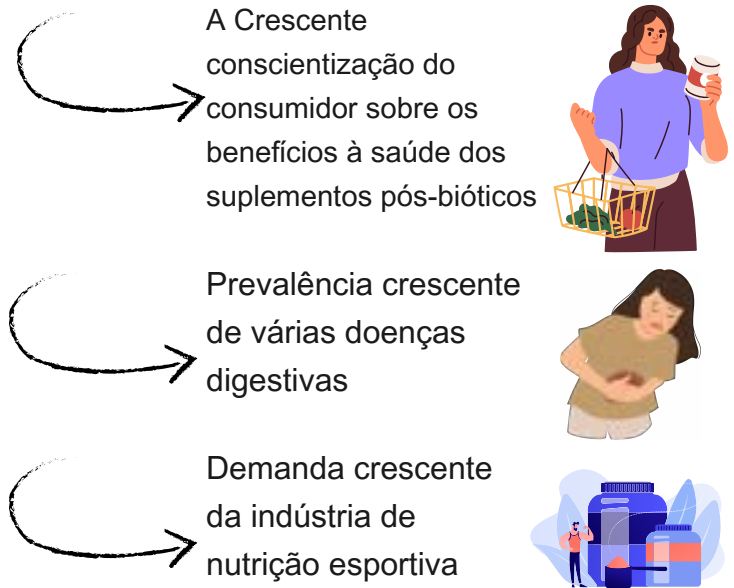 A Crescente
conscientização do
consumidor sobre os
benefícios à saúde dos
suplementos pós-bióticos
Prevalência crescente
de várias doenças
digestivas
Demanda crescente
da indústria de
nutrição esportiva